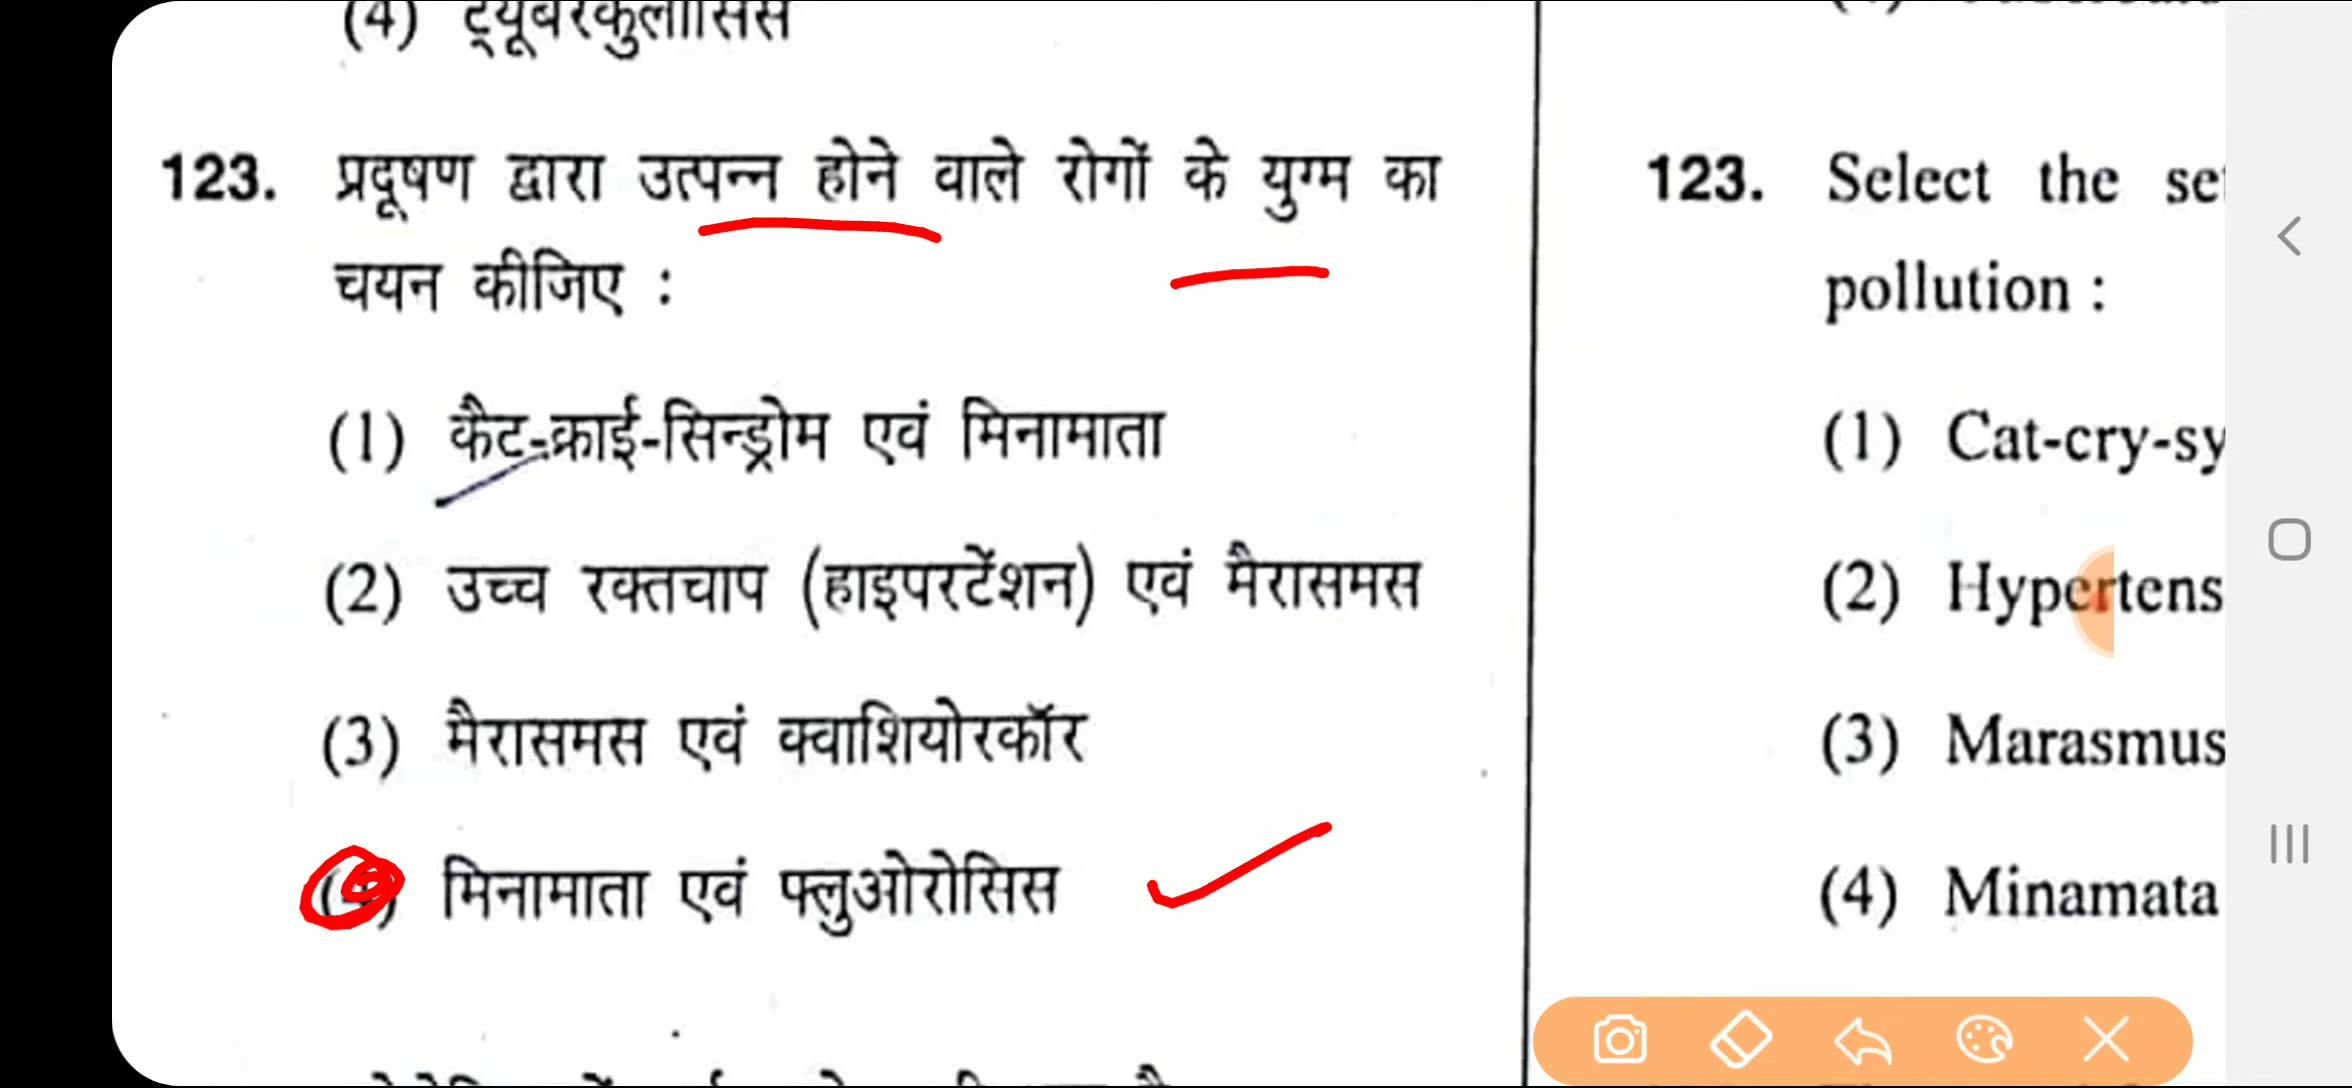 (4) ट्यूबरकुलोसिस
123. प्रदूषण द्वारा उत्पन्न होने वाले रोगों के युग्म का
चयन कीजिए :
(1) कैट-क्राई-सिन्ड्रोम एवं मिनामाता
(2) उच्च रक्तचाप (हाइपरटेंशन) एवं मैरासमस
(3) मैरासमस एवं क्वाशियोरकॉर
(4) मिनामाता एवं फ्लुओरोसिस
123. Select the se
pollution :
(1) Cat-cry-sy
(2) Hypertens
(3) Marasmus
(4) Minamata